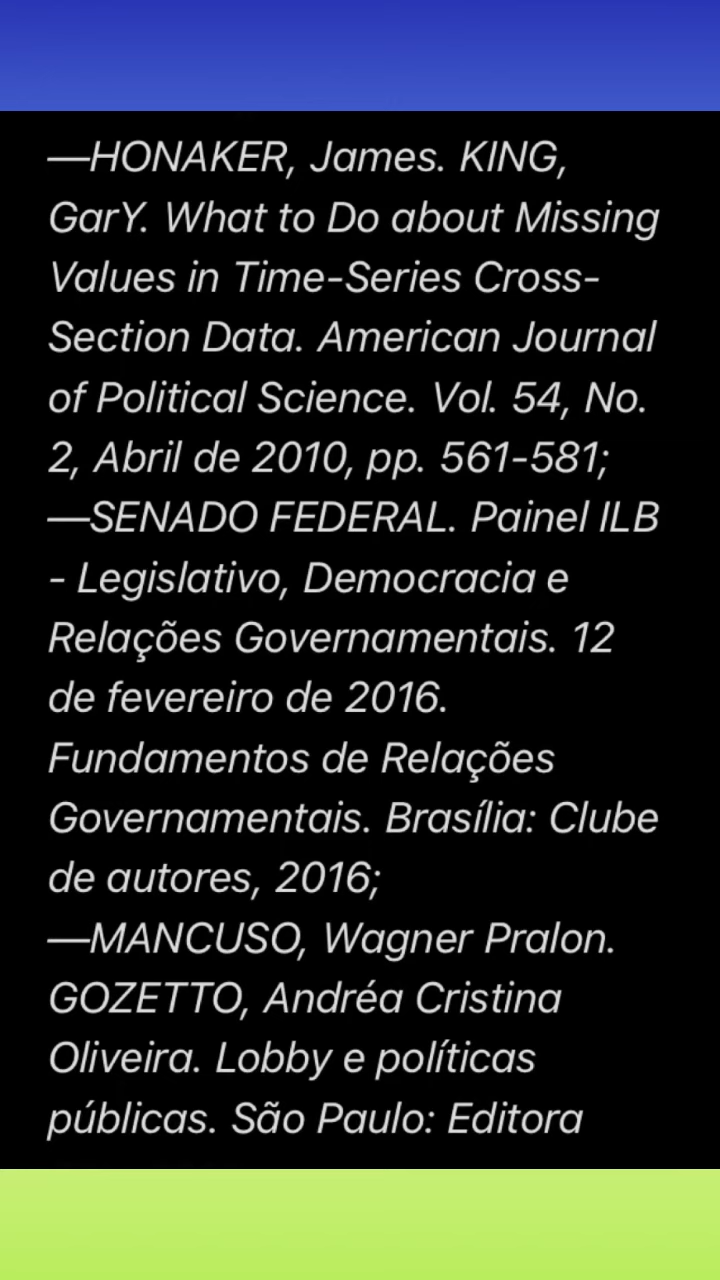 —HONAKER, James. KING,
GarY. What to Do about Missing
Values in Time-Series Cross-
Section Data. American Journal
of Political Science. Vol. 54, No.
2, Abril de 2010, pp. 561-581;
—SENADO FEDERAL. Painel ILB
- Legislativo, Democracia e
Relações Governamentais. 12
de fevereiro de 2016.
Fundamentos de Relações
Governamentais. Brasília: Clube
de autores, 2016;
—MANCUSO, Wagner Pralon.
GOZETTO, Andréa Cristina
Oliveira. Lobby e políticas
públicas. São Paulo: Editora